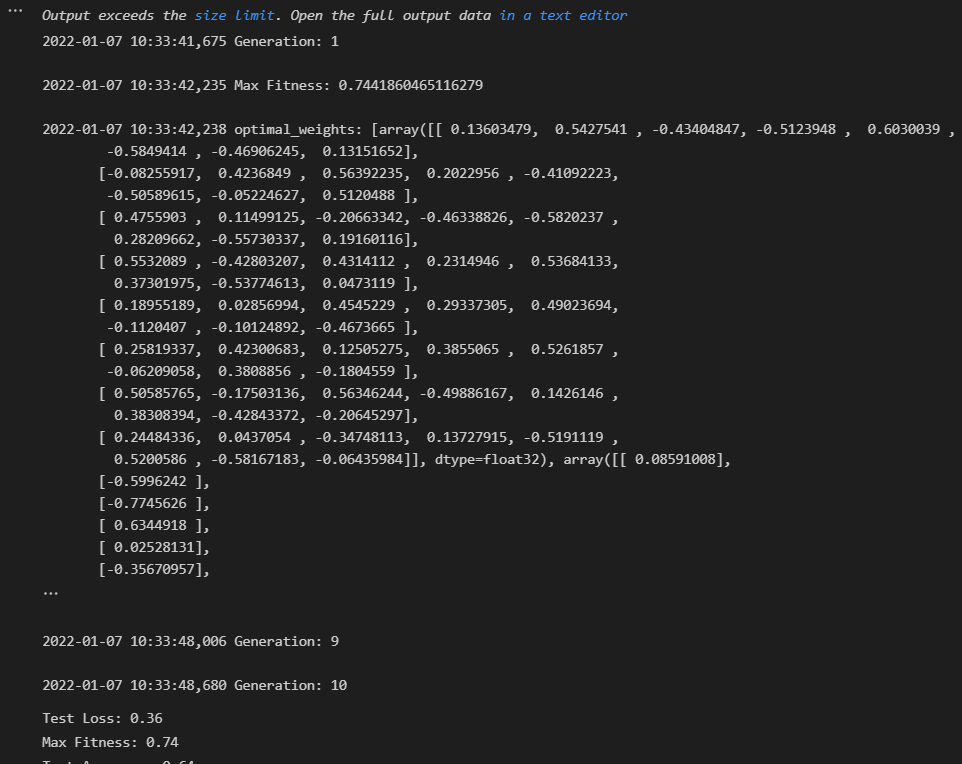 ...
Output exceeds the size limit. Open the full output data in a text editor
2022-01-07 10:33:41,675 Generation: 1
2022-01-07 10:33:42,235 Max Fitness: 0.7441860465116279
2022-01-07 10:33:42,238 optimal_weights: [array([[ 0.13603479,  0.5427541 , -0.43404847, -0.5123948 ,  0.6030039 ,
        -0.5849414 , -0.46906245,  0.13151652],
       [-0.08255917,  0.4236849 ,  0.56392235,  0.2022956 , -0.41092223,
        -0.50589615, -0.05224627,  0.5120488 ],
       [ 0.4755903 ,  0.11499125, -0.20663342, -0.46338826, -0.5820237 ,
         0.28209662, -0.55730337,  0.19160116],
       [ 0.5532089 , -0.42803207,  0.4314112 ,  0.2314946 ,  0.53684133,
         0.37301975, -0.53774613,  0.0473119 ],
       [ 0.18955189,  0.02856994,  0.4545229 ,  0.29337305,  0.49023694,
        -0.1120407 , -0.10124892, -0.4673665 ],
       [ 0.25819337,  0.42300683,  0.12505275,  0.3855065 ,  0.5261857 ,
        -0.06209058,  0.3808856 , -0.1804559 ],
       [ 0.50585765, -0.17503136,  0.56346244, -0.49886167,  0.1426146 ,
         0.38308394, -0.42843372, -0.20645297],
       [ 0.24484336,  0.0437054 , -0.34748113,  0.13727915, -0.5191119 ,
         0.5200586 , -0.58167183, -0.06435984]], dtype=float32), array([[ 0.08591008],
       [-0.5996242 ],
       [-0.7745626 ],
       [ 0.6344918 ],
       [ 0.02528131],
       [-0.35670957],
...
2022-01-07 10:33:48,006 Generation: 9
2022-01-07 10:33:48,680 Generation: 10
Test Loss: 0.36
Max Fitness: 0.74